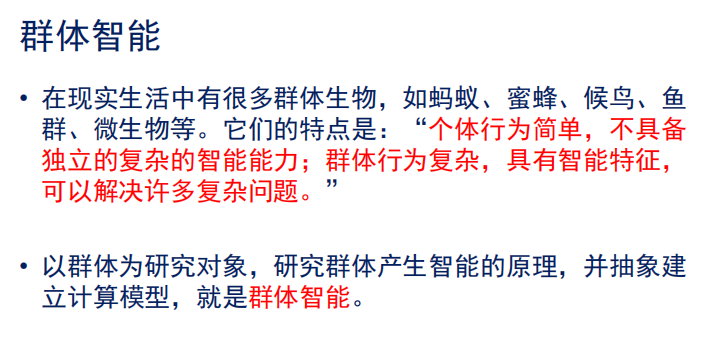 群体智能
• 在现实生活中有很多群体生物，如蚂蚁、蜜蜂、候鸟、鱼
群、微生物等。它们的特点是：“个体行为简单，不具备
独立的复杂的智能能力；群体行为复杂，具有智能特征，
可以解决许多复杂问题。”
• 以群体为研究对象，研究群体产生智能的原理，并抽象建
立计算模型，就是群体智能。